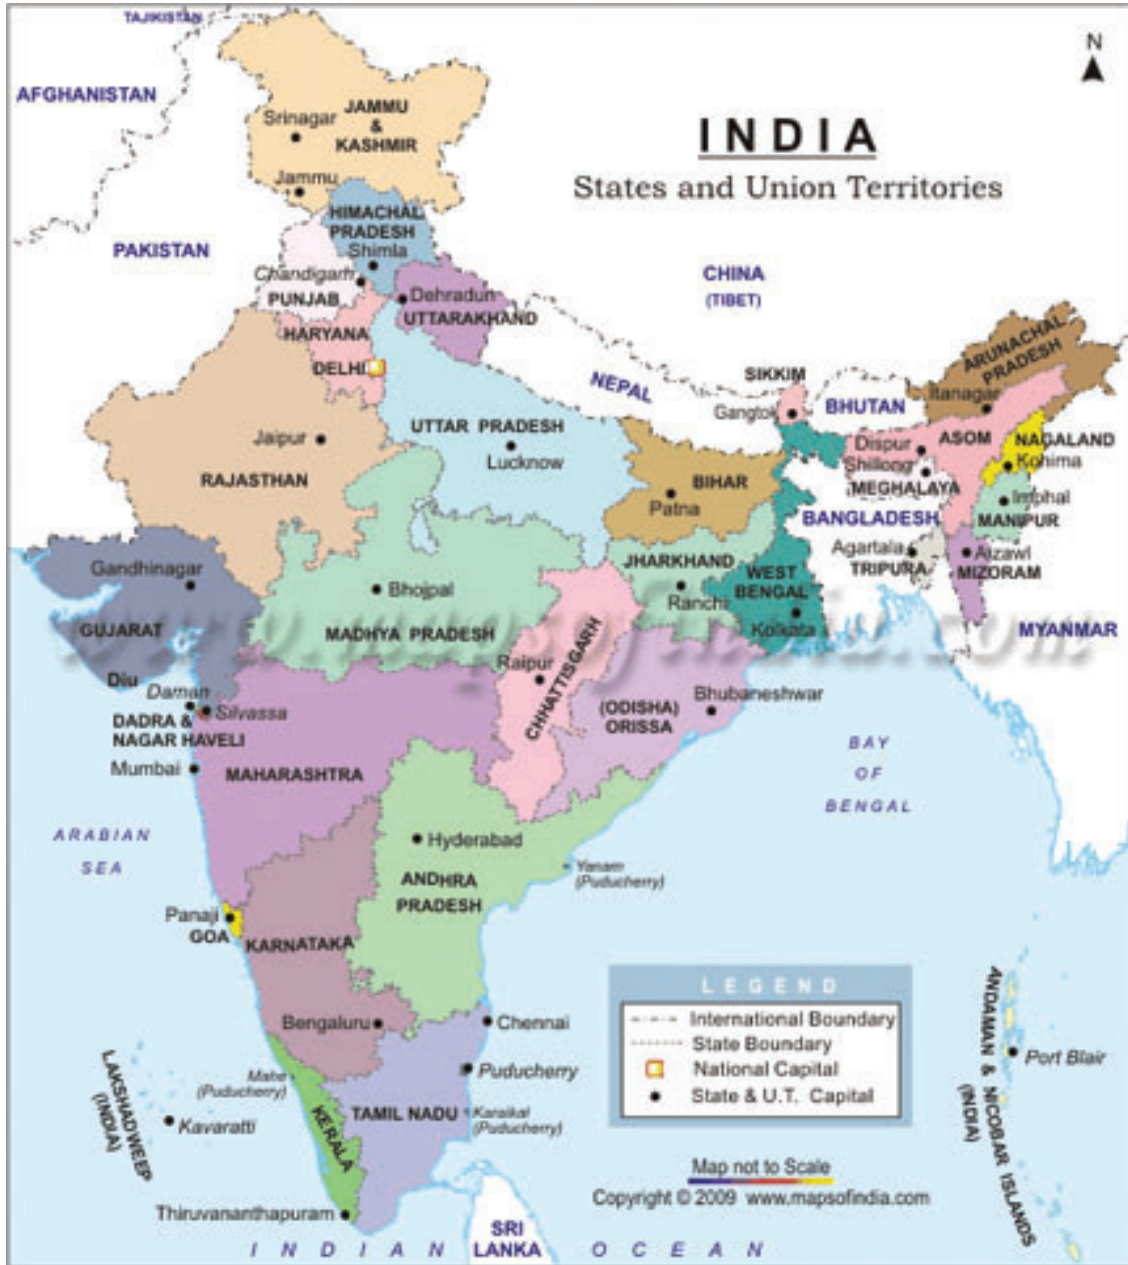 TAJIKISTAN
AFGHANISTAN
N
INDIA
States and Union Territories
Srinagar
JAMMU
&
KASHMIR
Jammu
HIMACHAL
PRADESH
Shimla
PAKISTAN
Chandigarh
PUNJAB
CHINA
(TIBET)
Dehradun
UTTARAKHAND
HARYANA
DELHI
NEPAL
SIKKIM
Gangtok
BHUTAN
ARUNACHAL
PRADESH
Itanagar
UTTAR PRADESH
Lucknow
Jaipur
RAJASTHAN
BIHAR
Patna
Dispur
ASOM
NAGALAND
Kohima
Shillong
MEGHALAYA
BANGLADESH
Imphal
MANIPUR
Agartala
TRIPURA
Aizawl
MIZORAM
MYANMAR
Gandhinagar
GUJARAT
Bhojpal
MADHYA PRADESH
JHARKHAND
Ranchi
WEST
BENGAL
Kolkata
www.mapsofindia.com
Diu
Daman
Silvassa
DADRA &
NAGAR HAVELI
Mumbai
MAHARASHTRA
Raipur
CHHATTISGARH
(ODISHA)
ORISSA
Bhubaneshwar
BAY
OF
BENGAL
ARABIAN
SEA
Hyderabad
ANDHRA
PRADESH
Yanam
(Puducherry)
Panaji
GOA
KARNATAKA
Bengaluru
Chennai
Mahe
(Puducherry)
Puducherry
KERALA
TAMIL NADU
Karaikal
(Puducherry)
LAKSHADWEEP
(INDIA)
Kavaratti
Thiruvananthapuram
LEGEND
International Boundary
State Boundary
National Capital
State & U.T. Capital
ANDAMAN & NICOBAR ISLANDS
(INDIA)
Port Blair
Map not to Scale
Copyright © 2009 www.mapsofindia.com
SRI
LANKA
INDIAN OCEAN